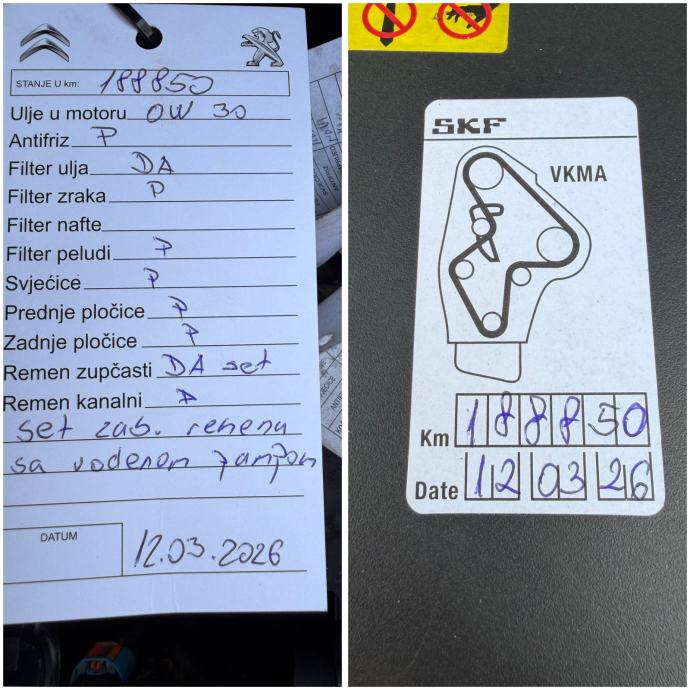 STANJE U km: 188850
Ulje u motoru 0W 30
Antifriz P
Filter ulja DA
Filter zraka P
Filter nafte
Filter peludi P
Svjećice P
Prednje pločice P
Zadnje pločice P
Remen zupčasti DA set
Remen kanalni P
set zub. remena
sa vodenom pumpom
DATUM 12.03.2026
SKF
VKMA
Km 188850
Date 12 03 26